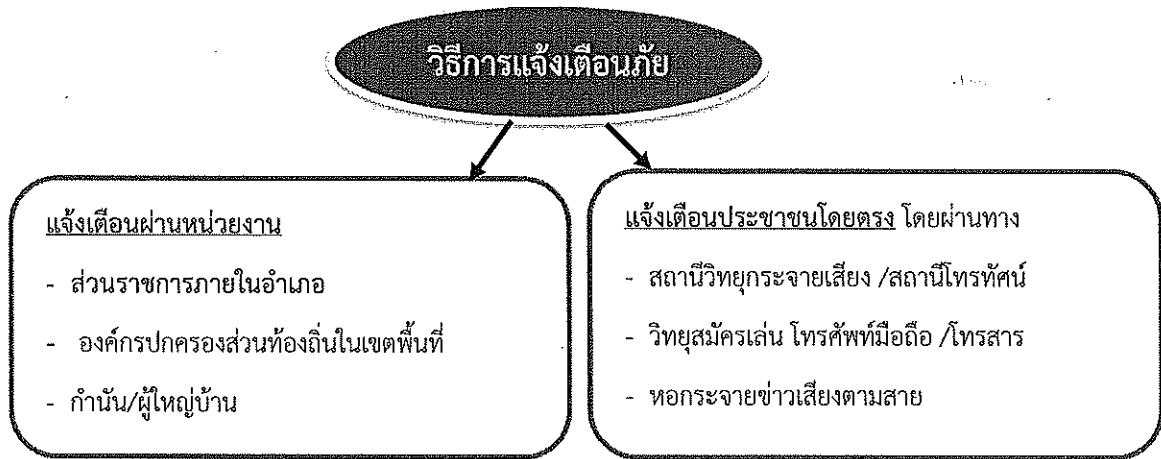 วิธีการแจ้งเตือนภัย
แจ้งเตือนผ่านหน่วยงาน
- ส่วนราชการภายในอำเภอ
- องค์กรปกครองส่วนท้องถิ่นในเขตพื้นที่
- กำนัน/ผู้ใหญ่บ้าน
แจ้งเตือนประชาชนโดยตรง โดยผ่านทาง
- สถานีวิทยุกระจายเสียง /สถานีโทรทัศน์
- วิทยุสมัครเล่น โทรศัพท์มือถือ /โทรสาร
- หอกระจายข่าวเสียงตามสาย